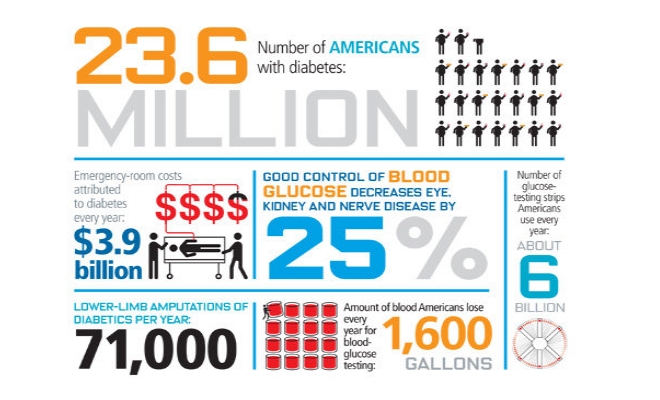 23.6
Number of AMERICANS
with diabetes:
MILLION
Emergency-room costs
attributed
to diabetes
every year:
$3.9
billion
$$$$
GOOD CONTROL OF BLOOD
GLUCOSE DECREASES EYE,
KIDNEY AND NERVE DISEASE BY
25%
Number of
glucose-
testing strips
Americans
use every
year:
ABOUT
6
BILLION
LOWER-LIMB AMPUTATIONS OF
DIABETICS PER YEAR:
71,000
Amount of blood Americans lose
every
year for
blood-
glucose
testing:
1,600
GALLONS